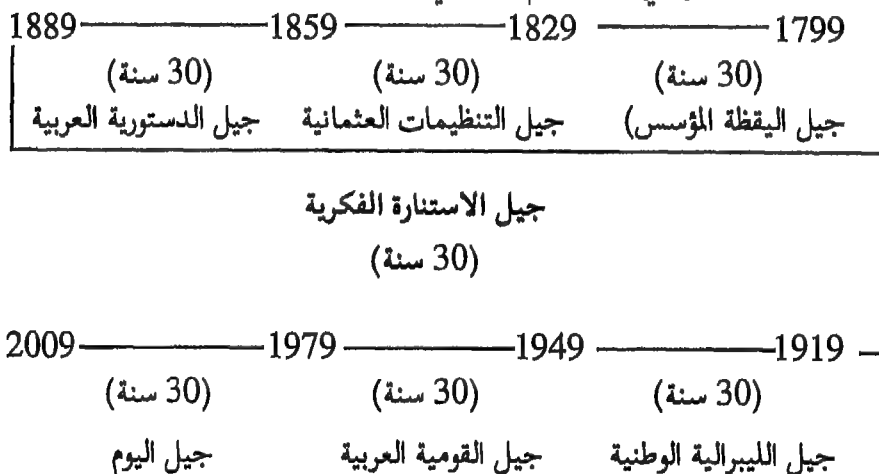 1799 ——— 1829 ——— 1859 ——— 1889
(30 سنة) (30 سنة) (30 سنة)
جيل اليقظة المؤسس) جيل التنظيمات العثمانية جيل الدستورية العربية
جيل الاستنارة الفكرية
(30 سنة)
— 1919 ——— 1949 ——— 1979 ——— 2009
(30 سنة) (30 سنة) (30 سنة)
جيل الليبرالية الوطنية جيل القومية العربية جيل اليوم